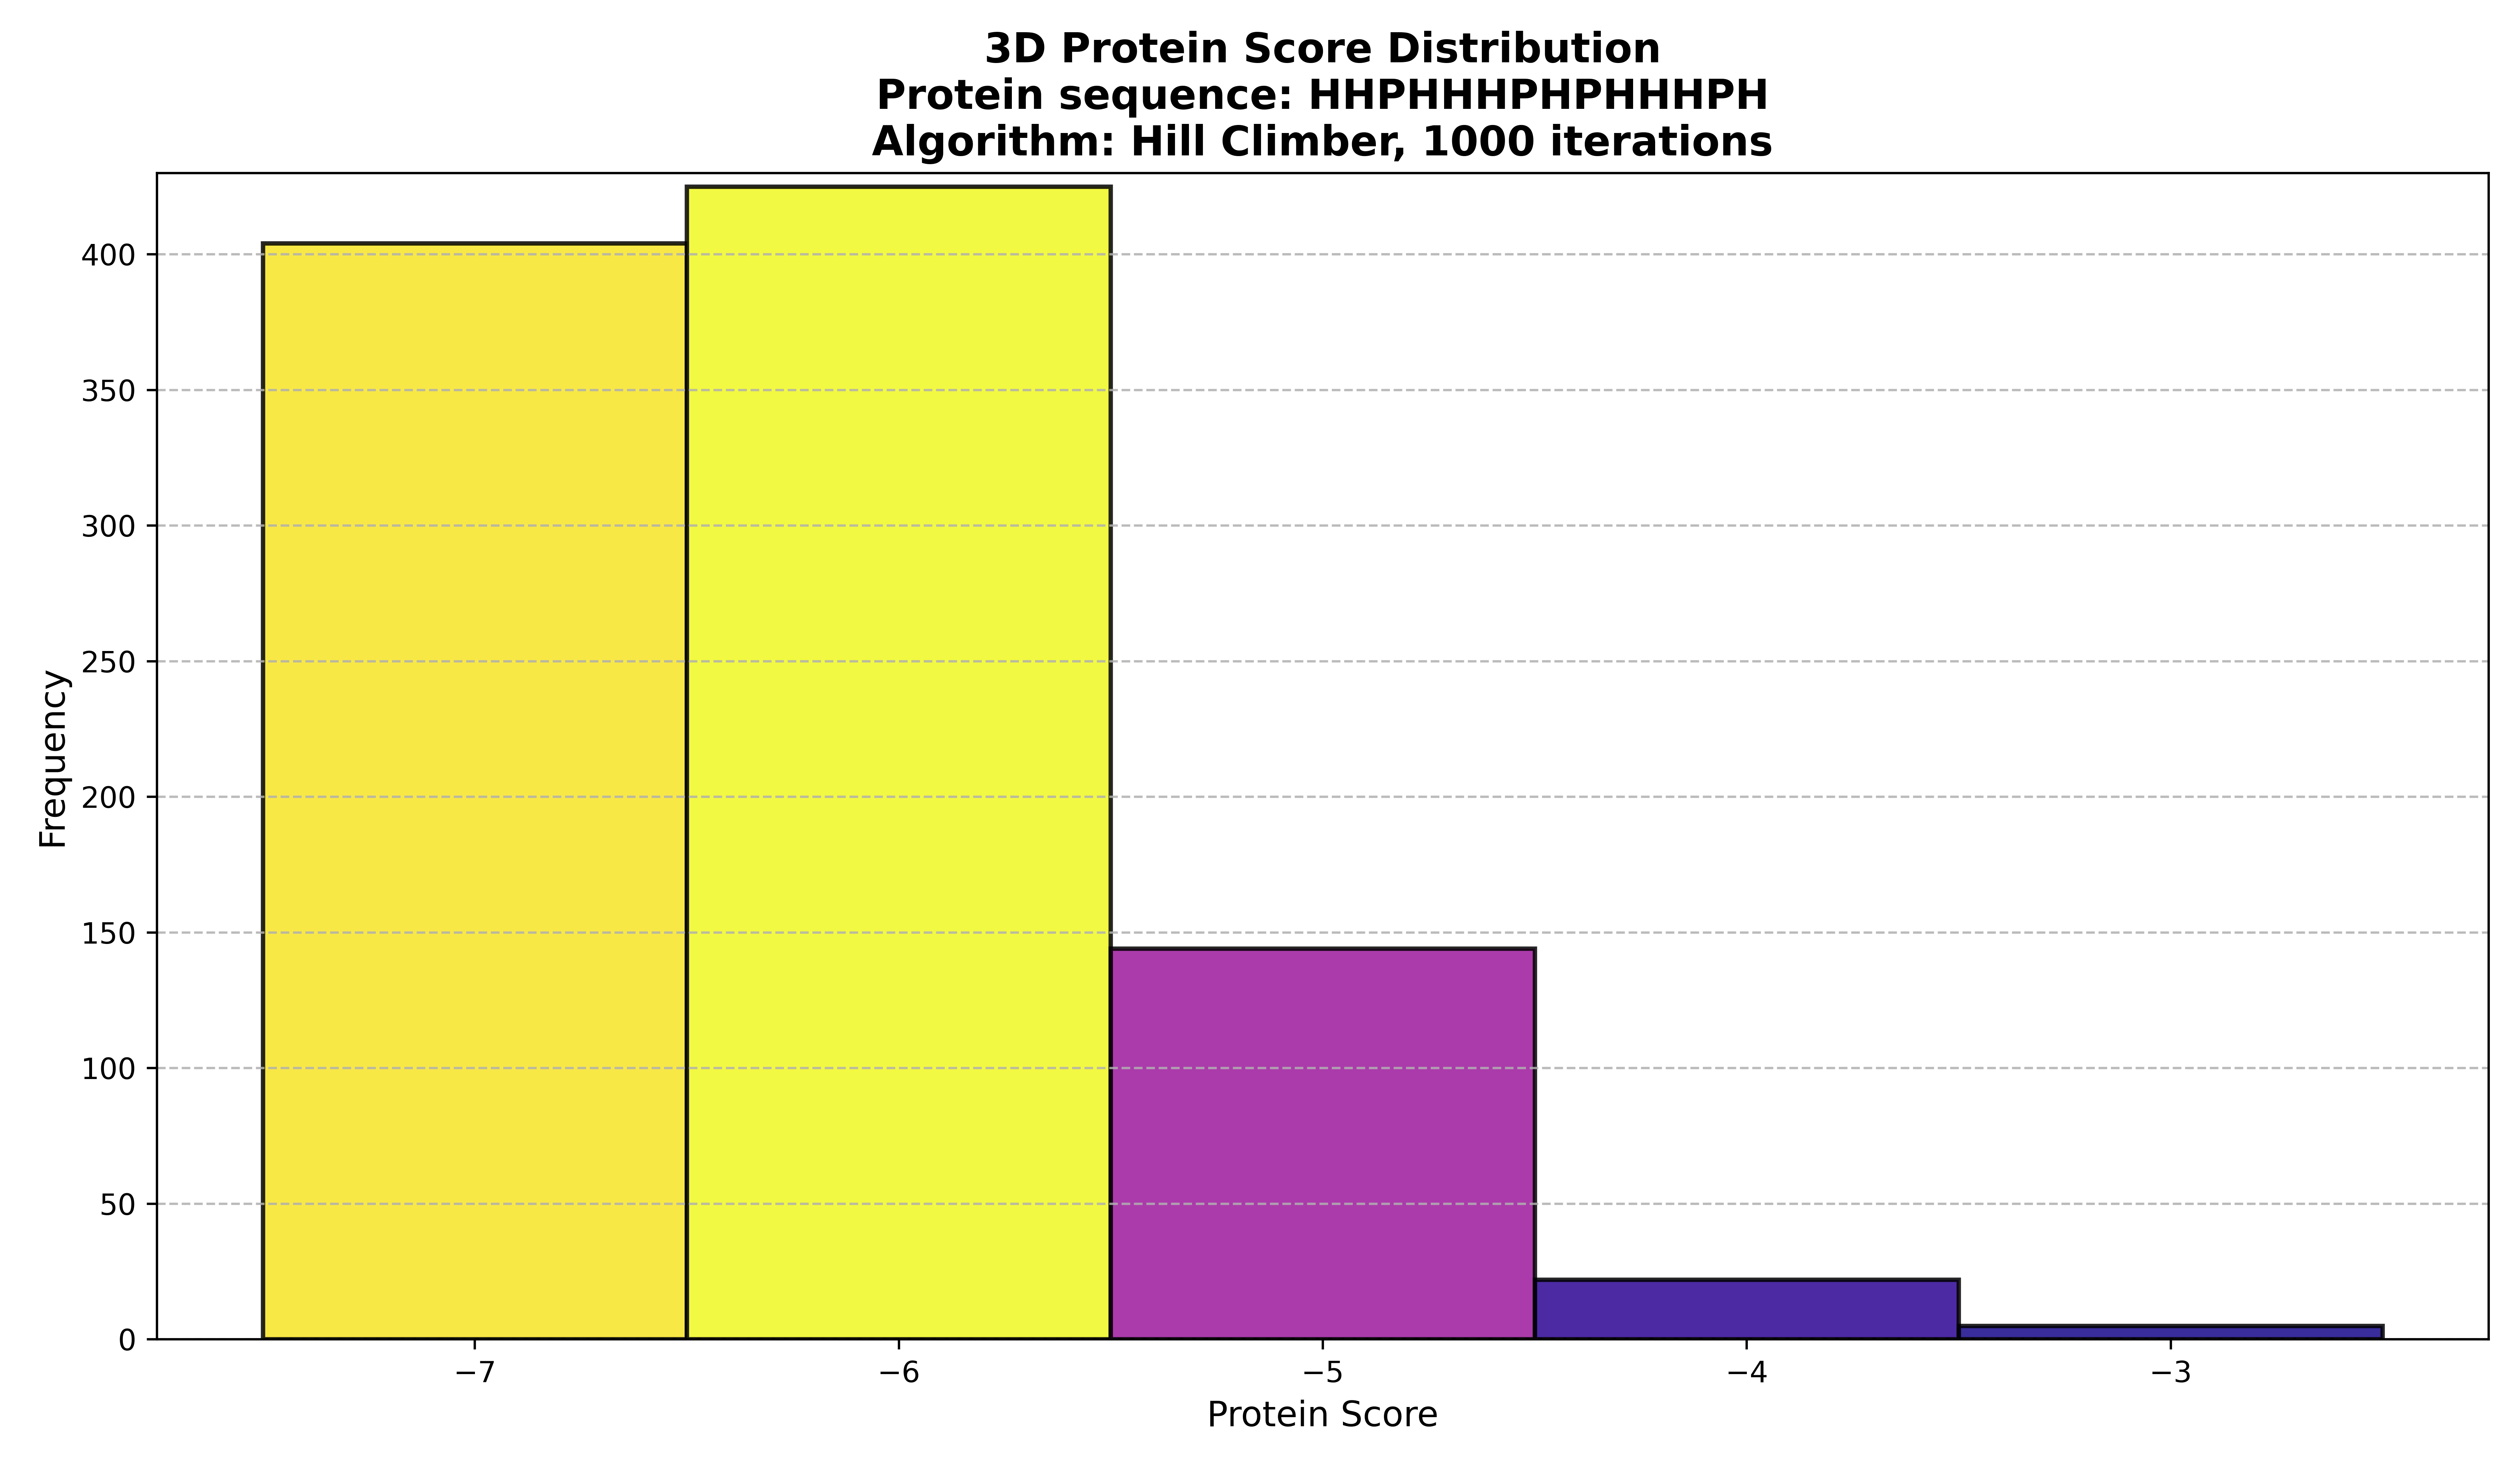 3D Protein Score Distribution
Protein sequence: HHPHHHPHPHHHPH
Algorithm: Hill Climber, 1000 iterations
400
350
300
250
200
150
100
50
0
Frequency
−7 −6 −5 −4 −3
Protein Score